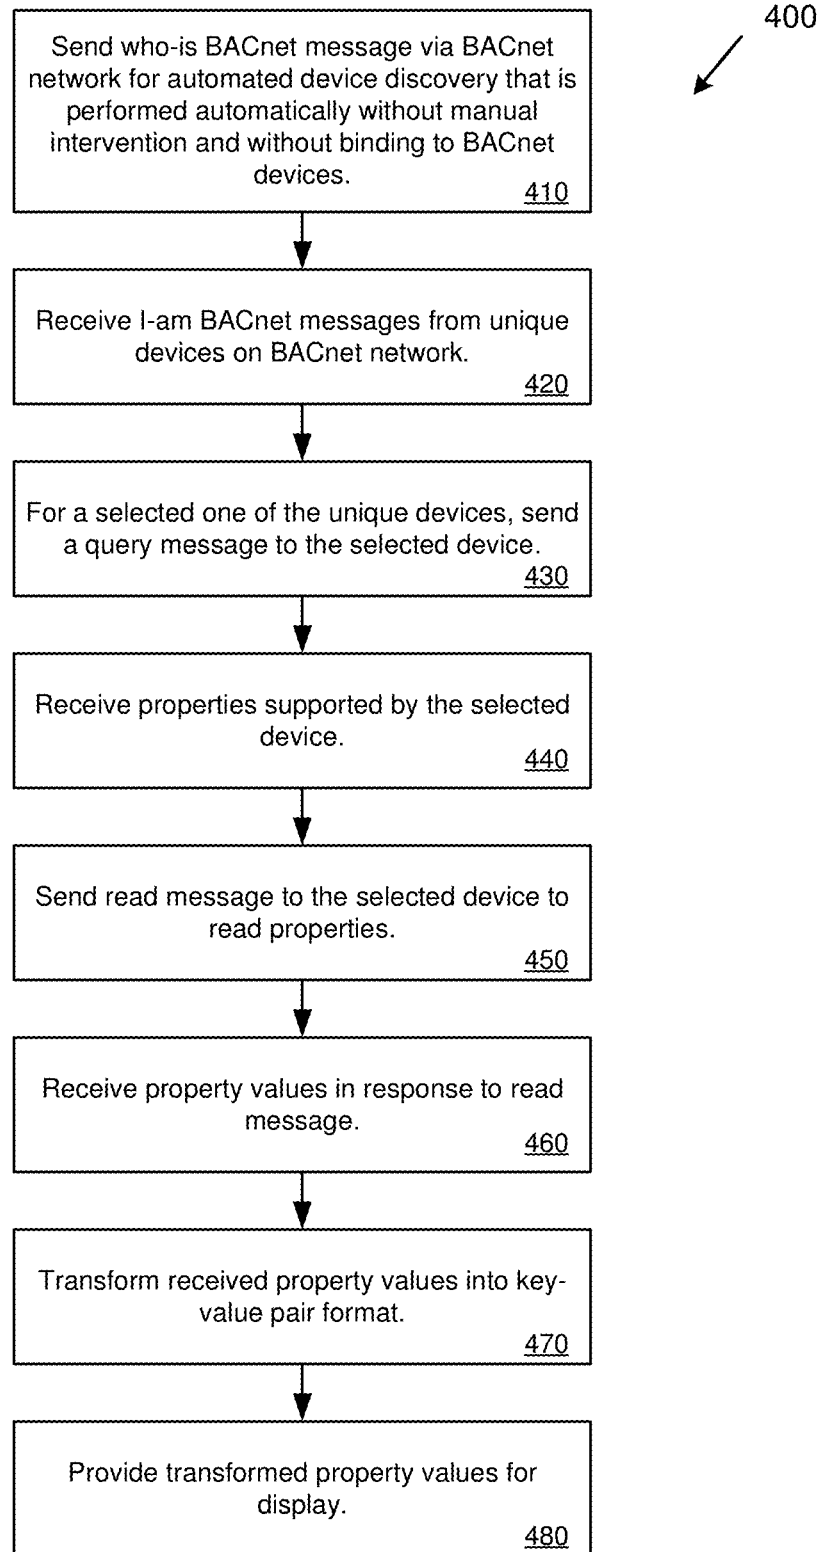 400
Send who-is BACnet message via BACnet
network for automated device discovery that is
performed automatically without manual
intervention and without binding to BACnet
devices.
410
Receive I-am BACnet messages from unique
devices on BACnet network.
420
For a selected one of the unique devices, send
a query message to the selected device.
430
Receive properties supported by the selected
device.
440
Send read message to the selected device to
read properties.
450
Receive property values in response to read
message.
460
Transform received property values into key-
value pair format.
470
Provide transformed property values for
display.
480